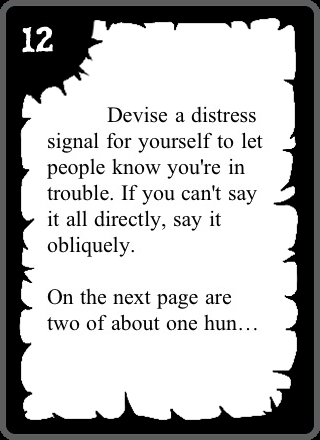 12
Devise a distress
signal for yourself to let
people know you're in
trouble. If you can't say
it all directly, say it
obliquely.
On the next page are
two of about one hun…